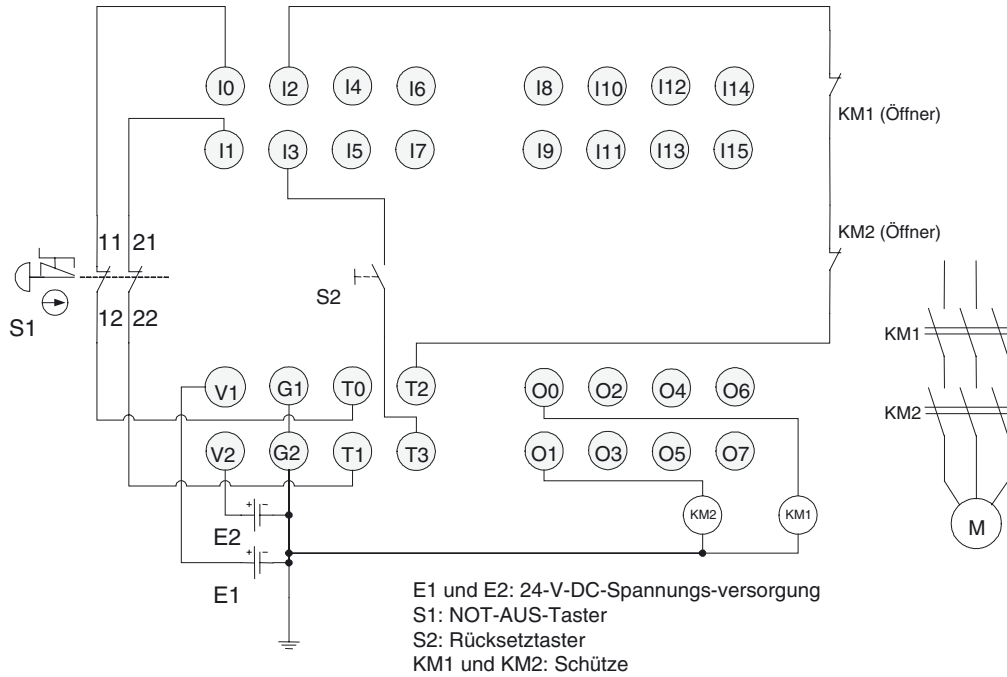 I0 I2 I4 I6 I8 I10 I12 I14
KM1 (Öffner)
I1 I3 I5 I7 I9 I11 I13 I15
KM2 (Öffner)
11 21
S2
S1
12 22
KM1
V1 G1 T0 T2 O0 O2 O4 O6
KM2
V2 G2 T1 T3 O1 O3 O5 O7
+ −
KM2 KM1
M
E2
+ −
E1
E1 und E2: 24-V-DC-Spannungs-versorgung
S1: NOT-AUS-Taster
S2: Rücksetztaster
KM1 und KM2: Schütze